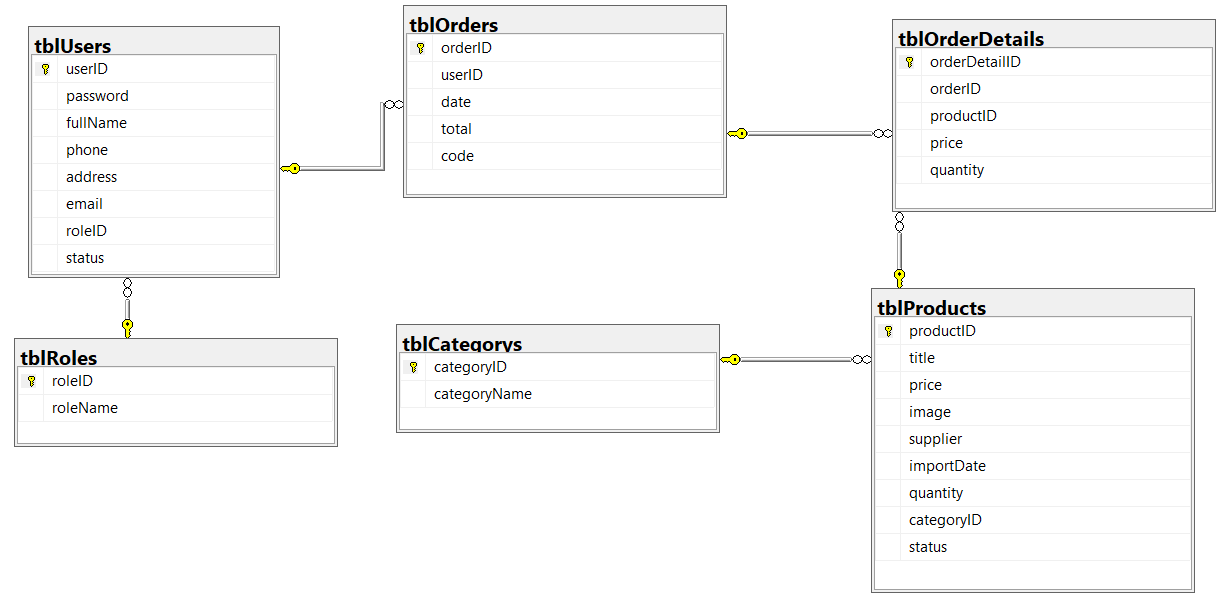 tblUsers
userID
password
fullName
phone
address
email
roleID
status
tblOrders
orderID
userID
date
total
code
tblOrderDetails
orderDetailID
orderID
productID
price
quantity
tblRoles
roleID
roleName
tblCategorys
categoryID
categoryName
tblProducts
productID
title
price
image
supplier
importDate
quantity
categoryID
status